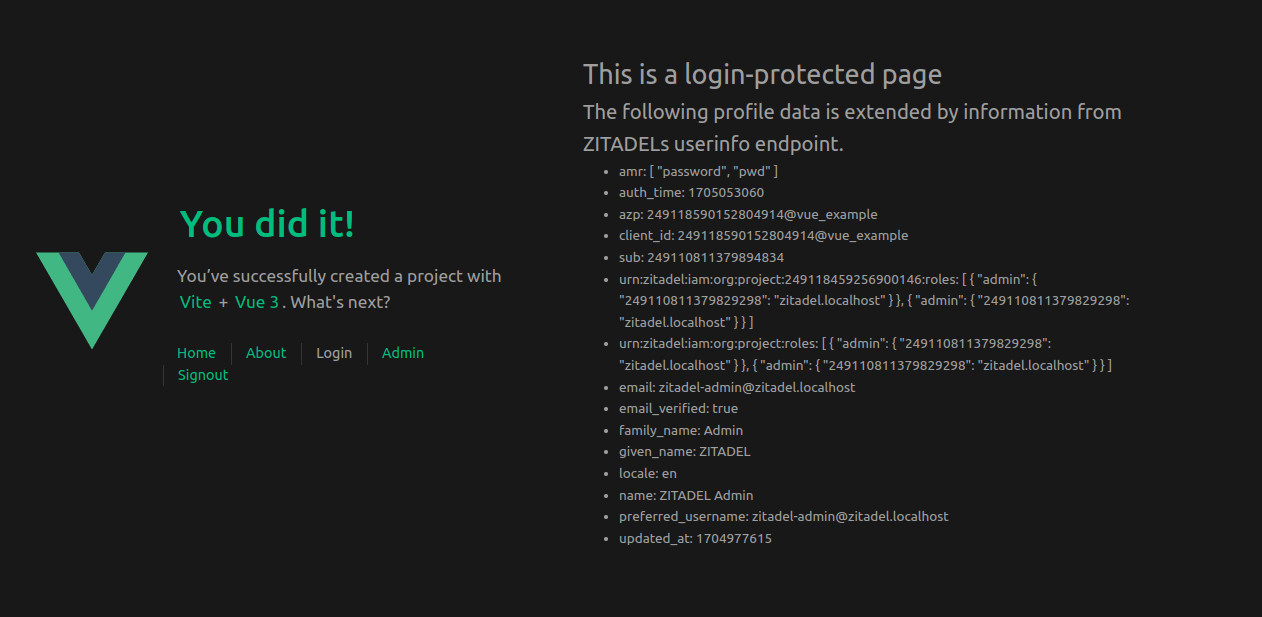 You did it!
You’ve successfully created a project with
Vite + Vue 3. What's next?
Home About Login Admin
Signout
This is a login-protected page
The following profile data is extended by information from
ZITADELs userinfo endpoint.
amr: [ "password", "pwd" ]
auth_time: 1705053060
azp: 249118590152804914@vue_example
client_id: 249118590152804914@vue_example
sub: 249110811379894834
urn:zitadel:iam:org:project:249118459256900146:roles: [ { "admin": {
"249110811379829298": "zitadel.localhost" } }, { "admin": { "249110811379829298":
"zitadel.localhost" } } ]
urn:zitadel:iam:org:project:roles: [ { "admin": { "249110811379829298":
"zitadel.localhost" } }, { "admin": { "249110811379829298": "zitadel.localhost" } } ]
email: zitadel-admin@zitadel.localhost
email_verified: true
family_name: Admin
given_name: ZITADEL
locale: en
name: ZITADEL Admin
preferred_username: zitadel-admin@zitadel.localhost
updated_at: 1704977615